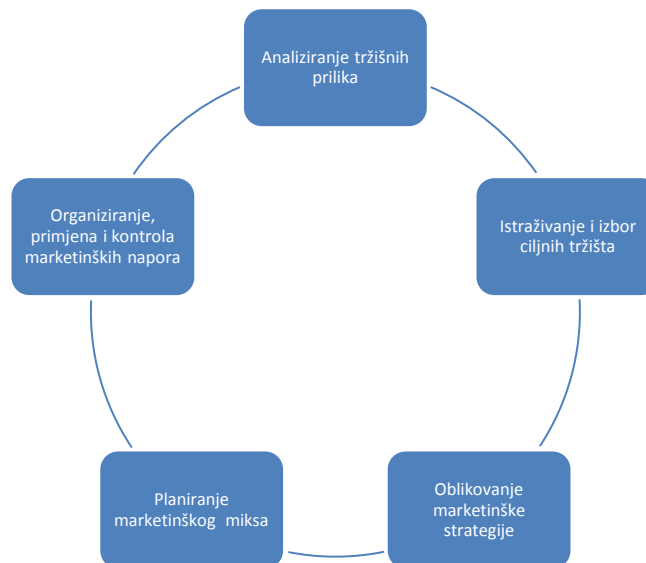 Analiziranje tržišnih
prilika
Istraživanje i izbor
ciljnih tržišta
Oblikovanje
marketinške
strategije
Planiranje
marketinškog  miksa
Organiziranje,
primjena i kontrola
marketinških napora